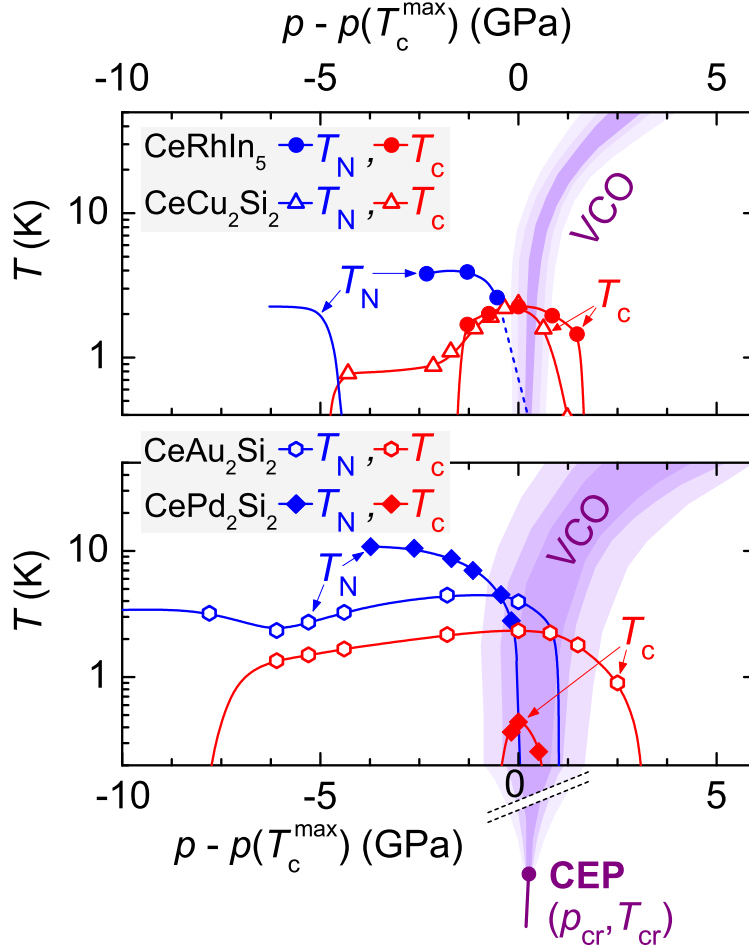 p - p(T_c^max) (GPa)
-10 -5 0 5
CeRhIn5 T_N , T_c
CeCu2Si2 T_N , T_c
VCO
10
T (K)
T_N
T_c
1
CeAu2Si2 T_N , T_c
CePd2Si2 T_N , T_c
VCO
10
T (K)
T_N
T_c
1
-10 -5 0 5
p - p(T_c^max) (GPa)
CEP
(p_cr, T_cr)